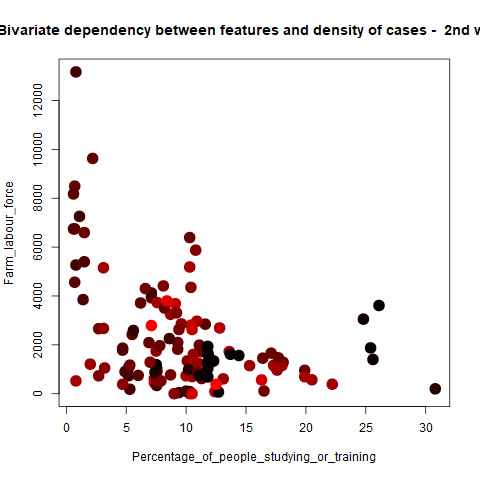 Bivariate dependency between features and density of cases - 2nd w
Farm_labour_force
12000
10000
8000
6000
4000
2000
0
0 5 10 15 20 25 30
Percentage_of_people_studying_or_training